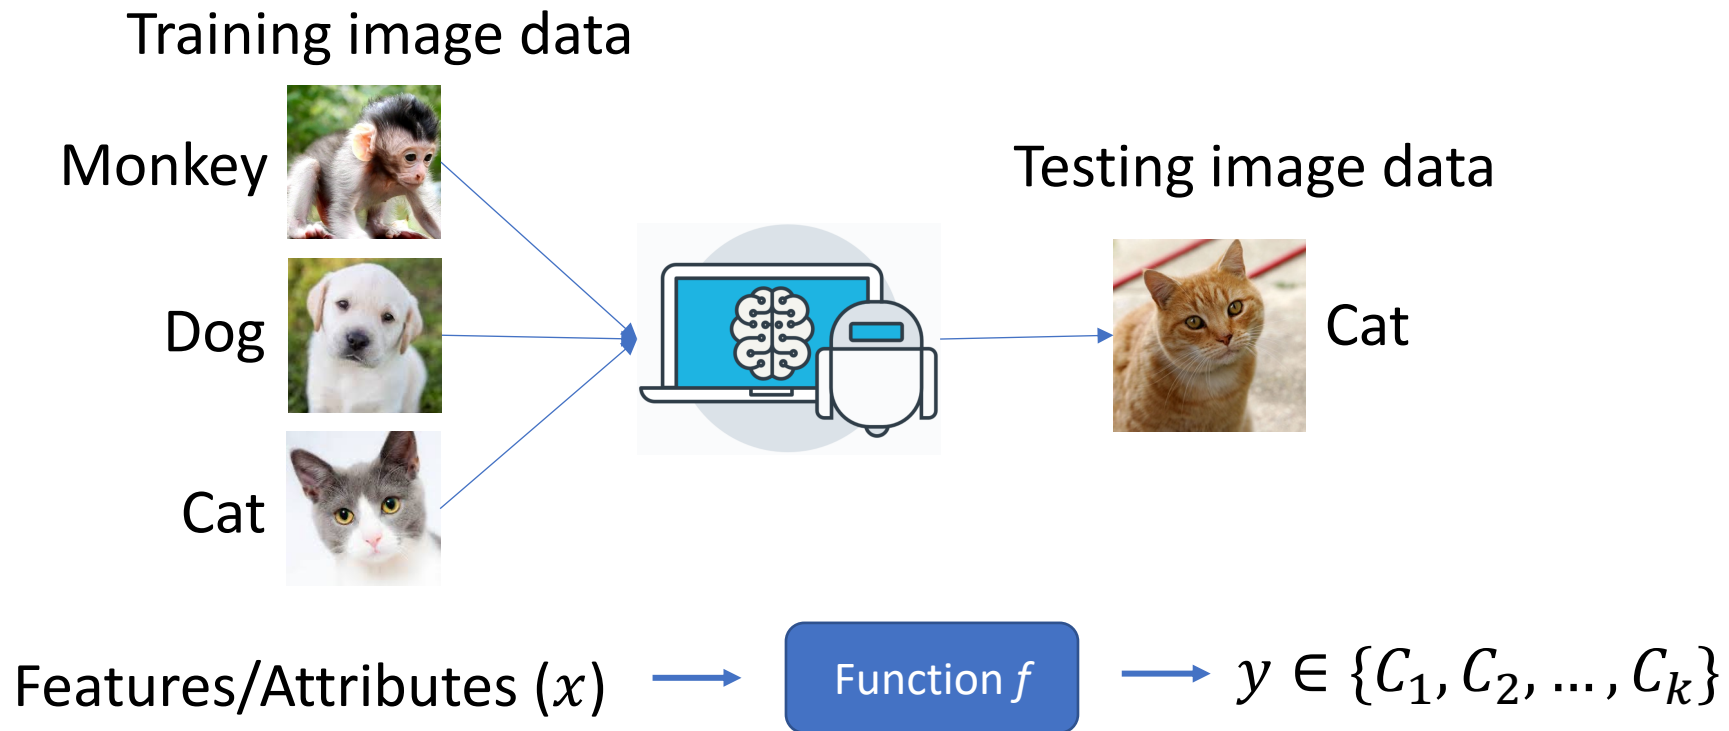 Training image data
Monkey
Testing image data
Dog
Cat
Cat
Features/Attributes (x)
Function f
y ∈ {C₁, C₂, … , Cₖ}